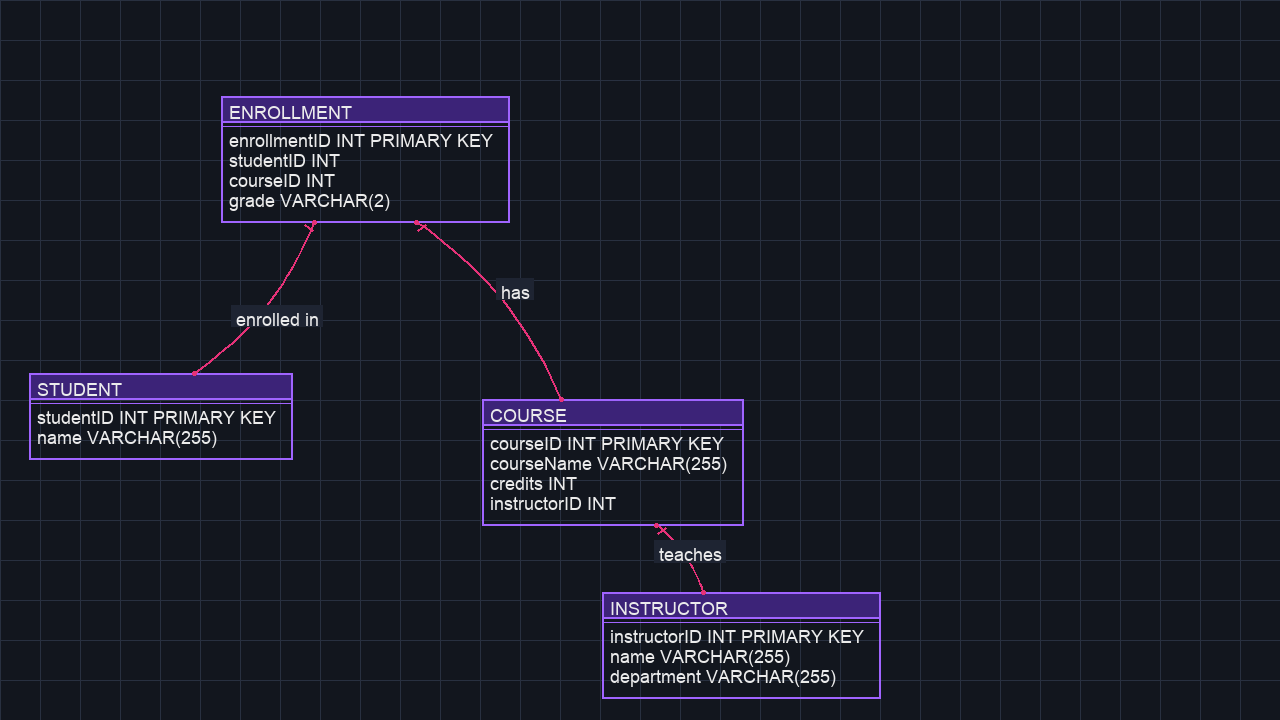 ENROLLMENT
enrollmentID INT PRIMARY KEY
studentID INT
courseID INT
grade VARCHAR(2)
has
enrolled in
STUDENT
studentID INT PRIMARY KEY
name VARCHAR(255)
COURSE
courseID INT PRIMARY KEY
courseName VARCHAR(255)
credits INT
instructorID INT
teaches
INSTRUCTOR
instructorID INT PRIMARY KEY
name VARCHAR(255)
department VARCHAR(255)